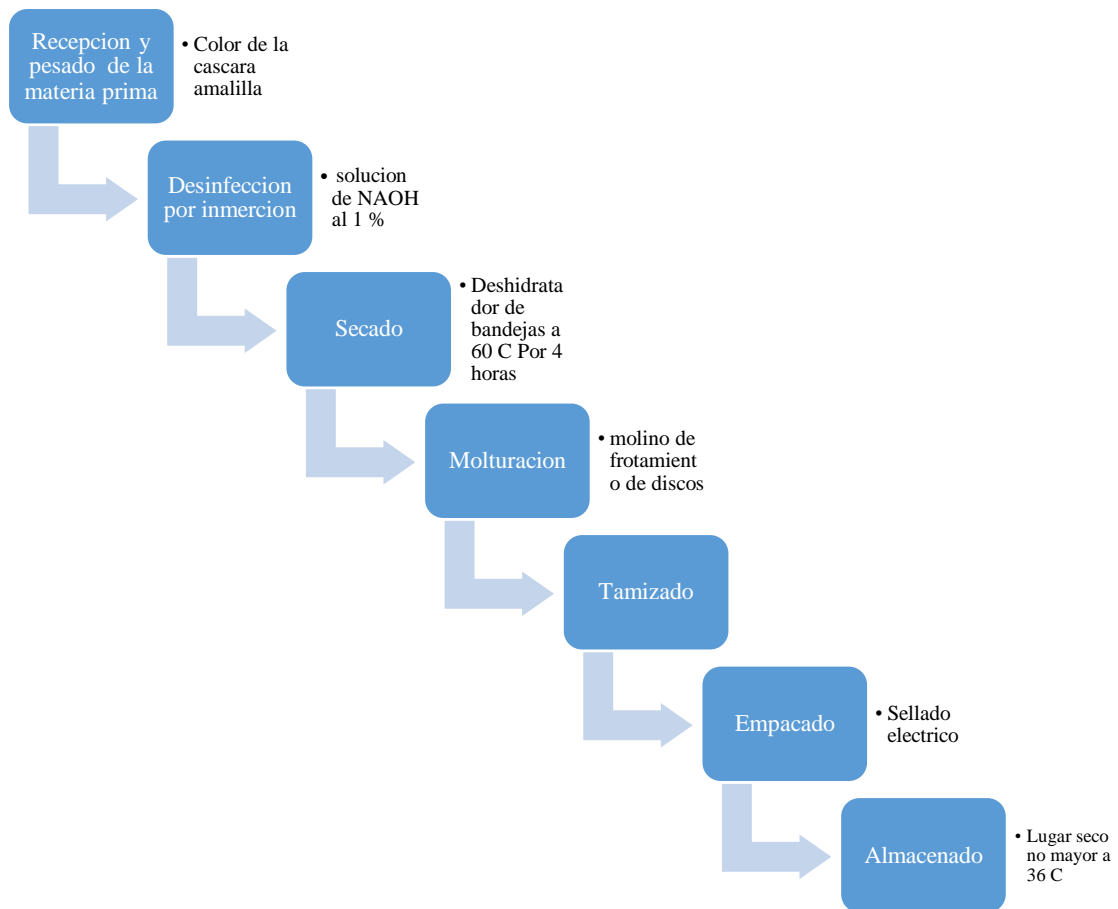 Recepcion y
pesado de la
materia prima
• Color de la
cascara
amalilla
Desinfeccion
por inmercion
• solucion
de NAOH
al 1 %
Secado
• Deshidrata
dor de
bandejas a
60 C Por 4
horas
Molturacion
• molino de
frotamient
o de discos
Tamizado
Empacado
• Sellado
electrico
Almacenado
• Lugar seco
no mayor a
36 C